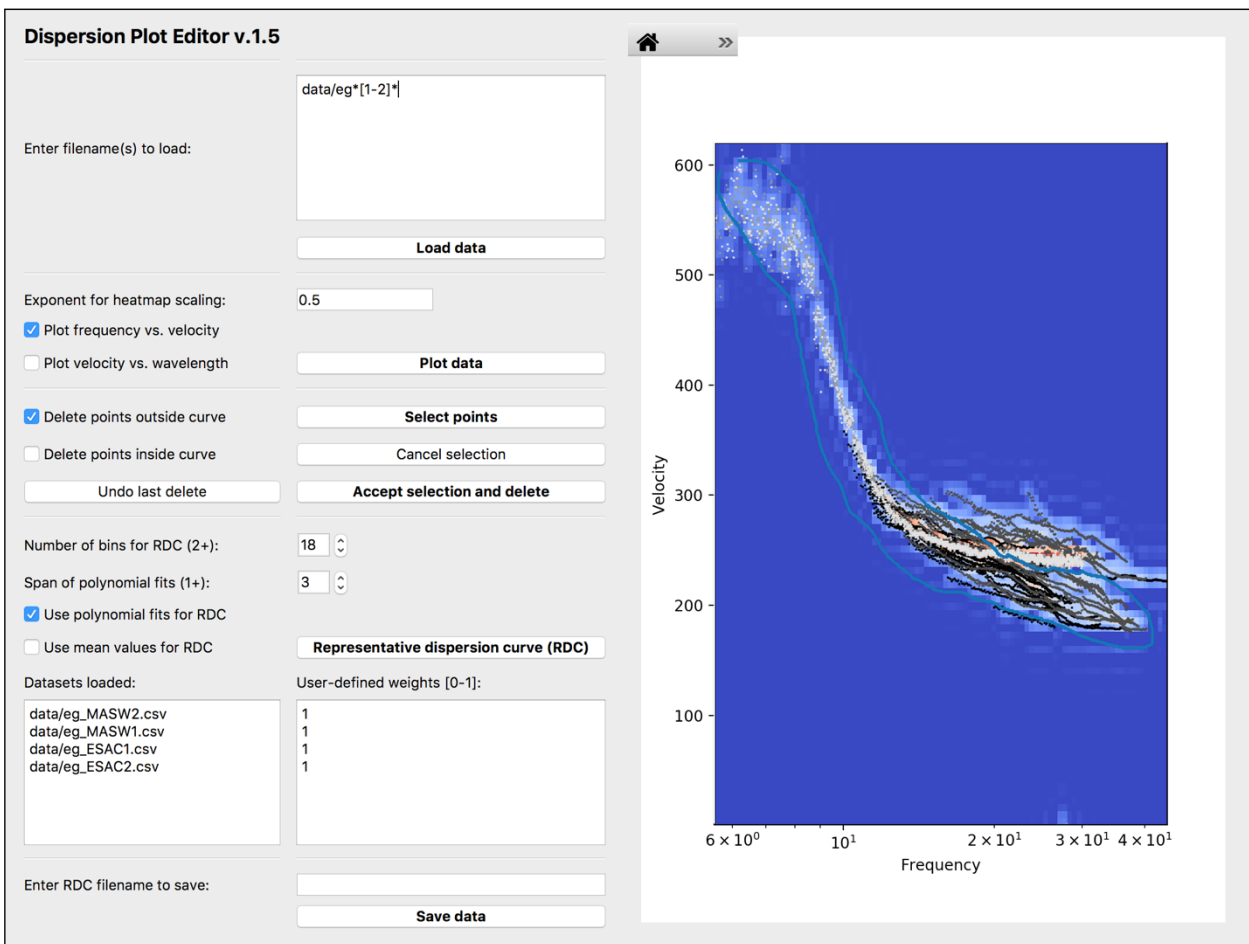 Dispersion Plot Editor v.1.5
Enter filename(s) to load:
data/eg*[1-2]*
Load data
Exponent for heatmap scaling:
0.5
Plot frequency vs. velocity
Plot velocity vs. wavelength
Plot data
Delete points outside curve
Select points
Delete points inside curve
Cancel selection
Undo last delete
Accept selection and delete
Number of bins for RDC (2+):
18
Span of polynomial fits (1+):
3
Use polynomial fits for RDC
Use mean values for RDC
Representative dispersion curve (RDC)
Datasets loaded:
User-defined weights [0-1]:
data/eg_MASW2.csv
data/eg_MASW1.csv
data/eg_ESAC1.csv
data/eg_ESAC2.csv
1
1
1
1
Enter RDC filename to save:
Save data
»
600
500
400
300
200
100
Velocity
6 × 10⁰
10¹
2 × 10¹
3 × 10¹
4 × 10¹
Frequency